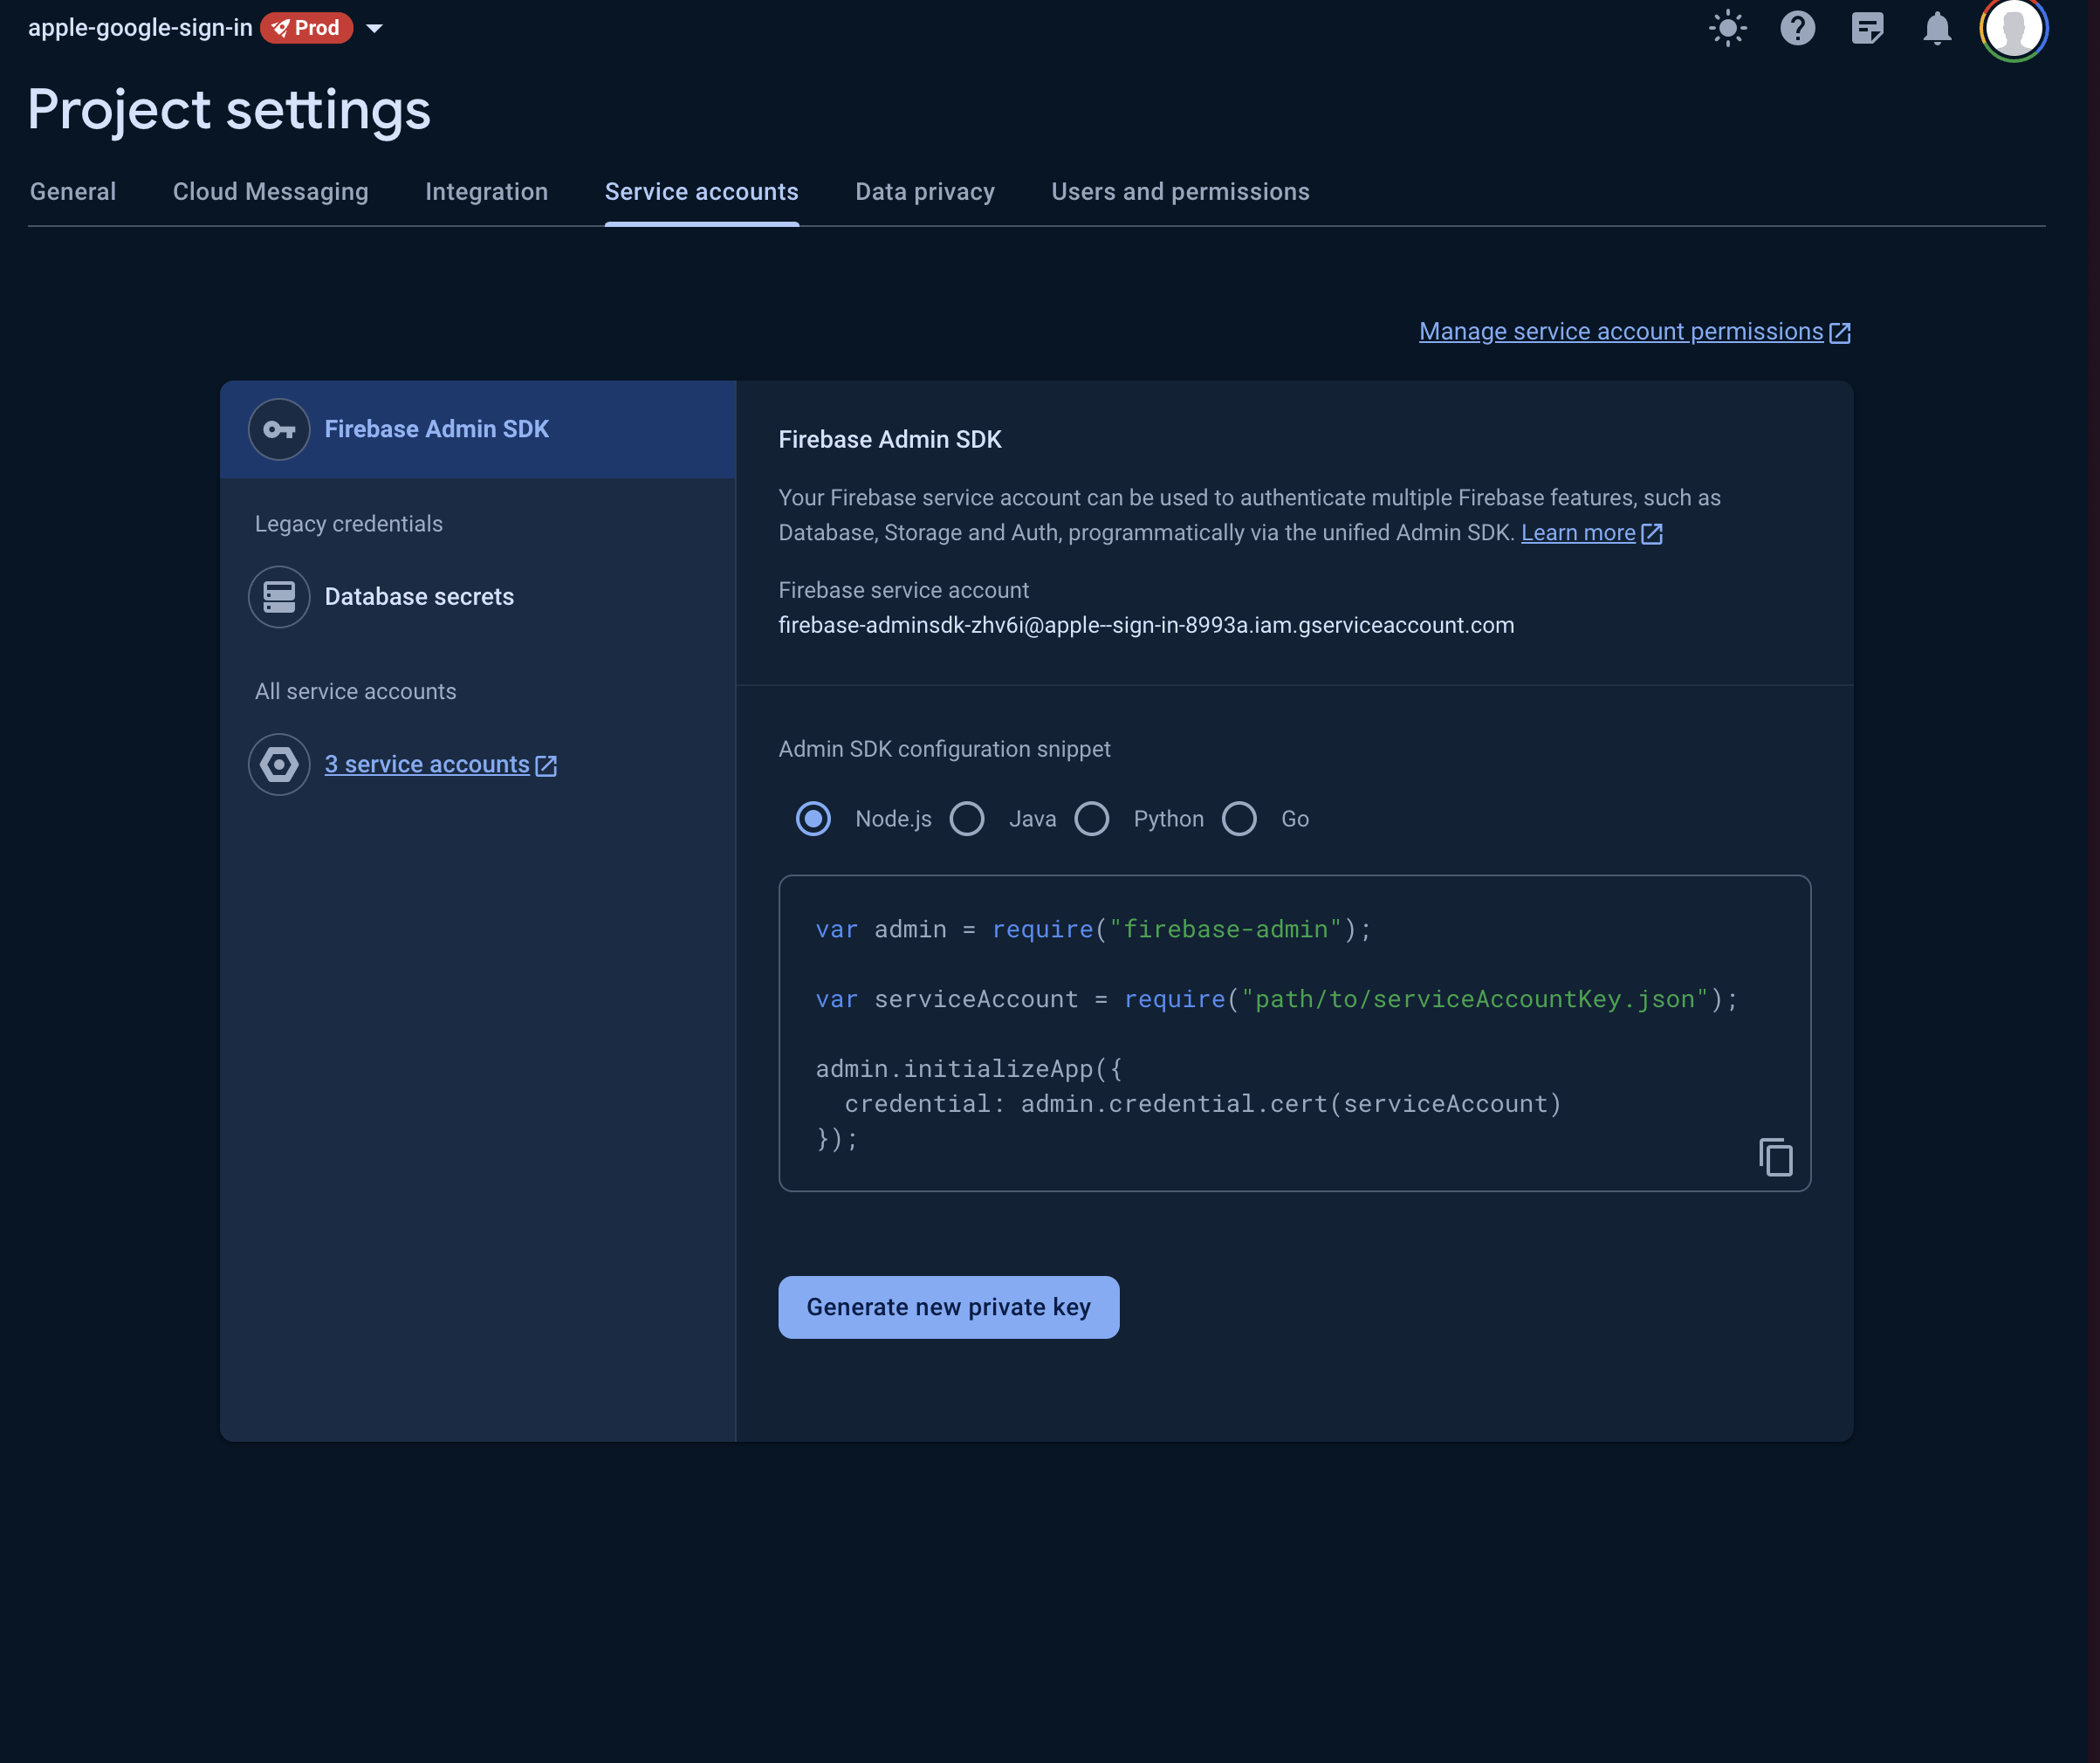 apple-google-sign-in Prod
Project settings
General Cloud Messaging Integration Service accounts Data privacy Users and permissions
Manage service account permissions
Firebase Admin SDK
Legacy credentials
Database secrets
All service accounts
3 service accounts
Firebase Admin SDK
Your Firebase service account can be used to authenticate multiple Firebase features, such as
Database, Storage and Auth, programmatically via the unified Admin SDK. Learn more
Firebase service account
firebase-adminsdk-zhv6i@apple--sign-in-8993a.iam.gserviceaccount.com
Admin SDK configuration snippet
Node.js Java Python Go
var admin = require("firebase-admin");
var serviceAccount = require("path/to/serviceAccountKey.json");
admin.initializeApp({
  credential: admin.credential.cert(serviceAccount)
});
Generate new private key